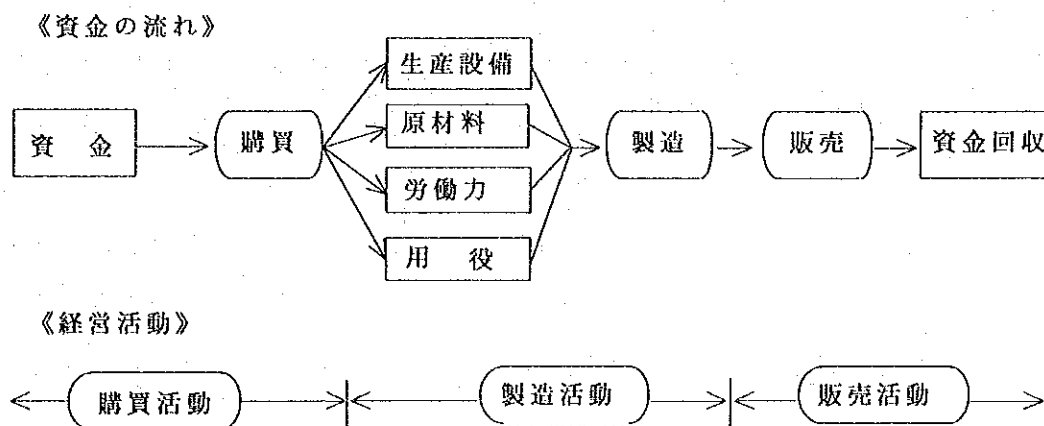 《資金の流れ》
生産設備
原材料
資 金
購買
製造
販売
資金回収
労働力
用 役
《経営活動》
購買活動
製造活動
販売活動